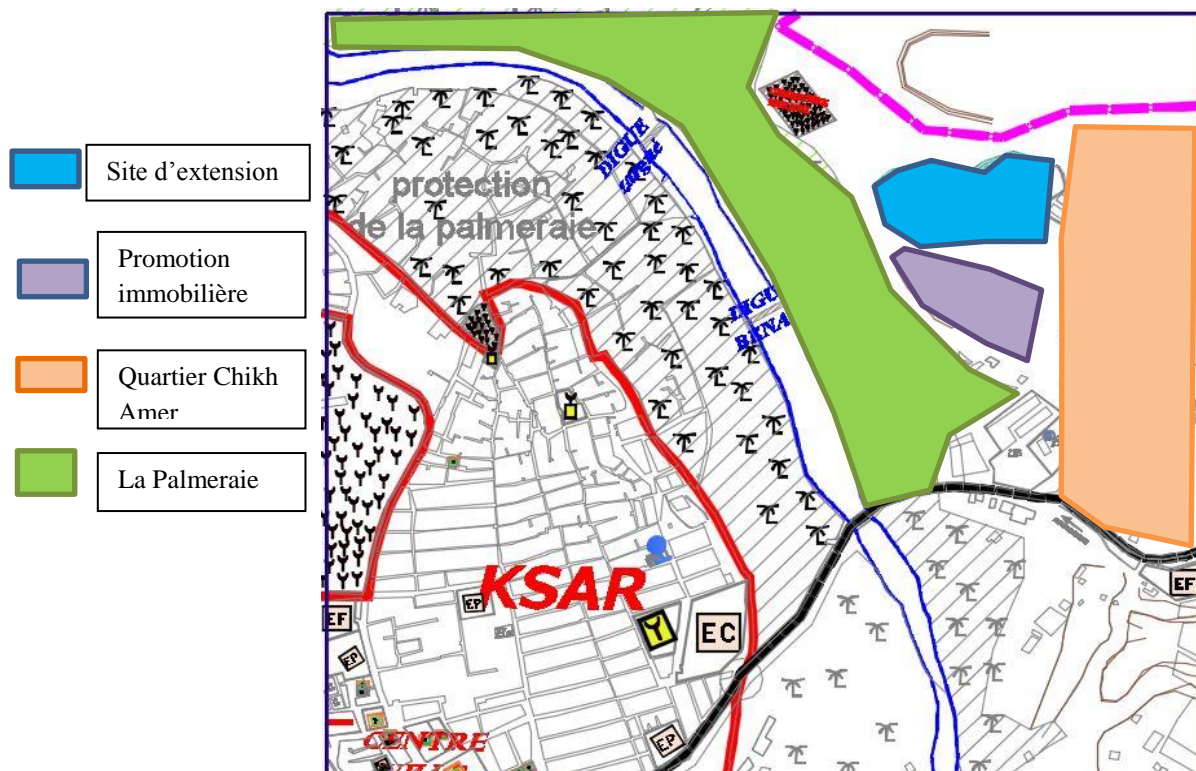 Site d'extension
Promotion
immobilière
Quartier Chikh
Amer
La Palmeraie
DIGUE
protection
de la palmeraie
KSAR
EC
EF
EP
EF
EP
EP
CENTRE